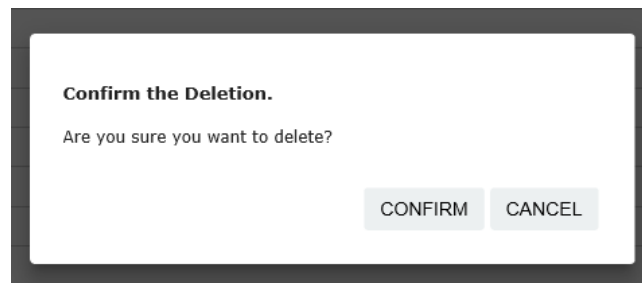 Confirm the Deletion.
Are you sure you want to delete?
CONFIRM CANCEL